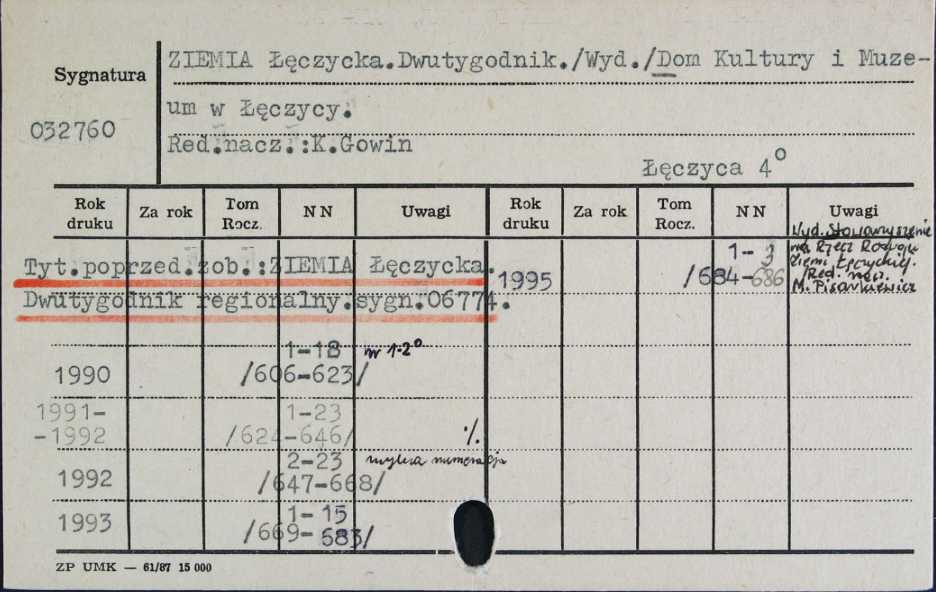 ZIEMIA Łęczycka.Dwutygodnik./Wyd./Dom Kultury i Muze-
Sygnatura
um w Łęczycy.
032760
Red.nacz.:K.Gowin
Łęczyca 4°
Rok druku Za rok Tom Rocz. NN Uwagi Rok druku Za rok Tom Rocz. NN Uwagi
Tyt.poprzed.zob.:ZIEMIA Łęczycka.
Dwutygodnik regionalny.sygn.06774.
1-18 nr 1-2°
1990 /606-623/
1991- 1-23
-1992 /624-646/ ./.
2-23 mylna numeracja
1992 /647-668/
1-15
1993 /669-683/
1-3
1995 /684-686
Wyd. Stowarzyszenie
na Rzecz Rozwoju
Ziemi Łęczyckiej.
/Red. nacz.
M. Pisarkiewicz
ZP UMK — 61/87 15 000